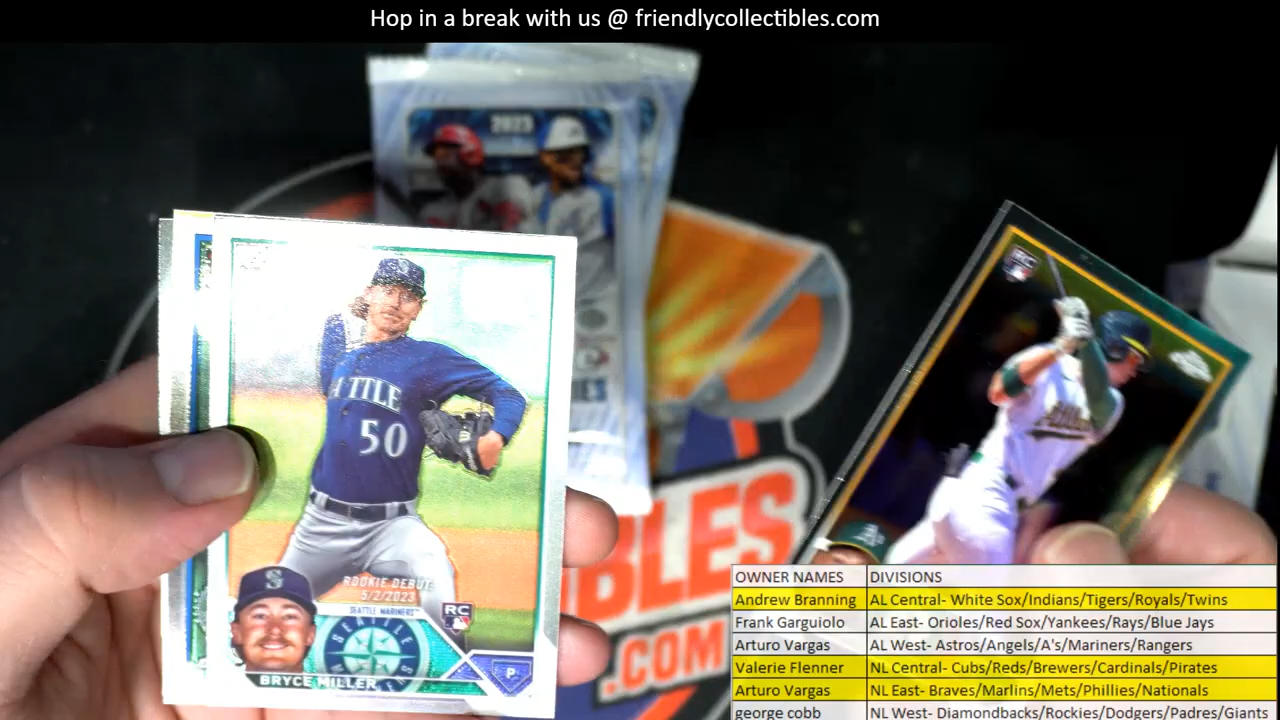 Hop in a break with us @ friendlycollectibles.com
2023
RC
ATTLE
50
ROOKIE DEBUT
5/2/2023
SEATTLE MARINERS
RC
SEATTLE
BRYCE MILLER
P
IBLES
.COM
OWNER NAMES DIVISIONS
Andrew Branning AL Central- White Sox/Indians/Tigers/Royals/Twins
Frank Garguiolo AL East- Orioles/Red Sox/Yankees/Rays/Blue Jays
Arturo Vargas AL West- Astros/Angels/A's/Mariners/Rangers
Valerie Flenner NL Central- Cubs/Reds/Brewers/Cardinals/Pirates
Arturo Vargas NL East- Braves/Marlins/Mets/Phillies/Nationals
george cobb NL West- Diamondbacks/Rockies/Dodgers/Padres/Giants